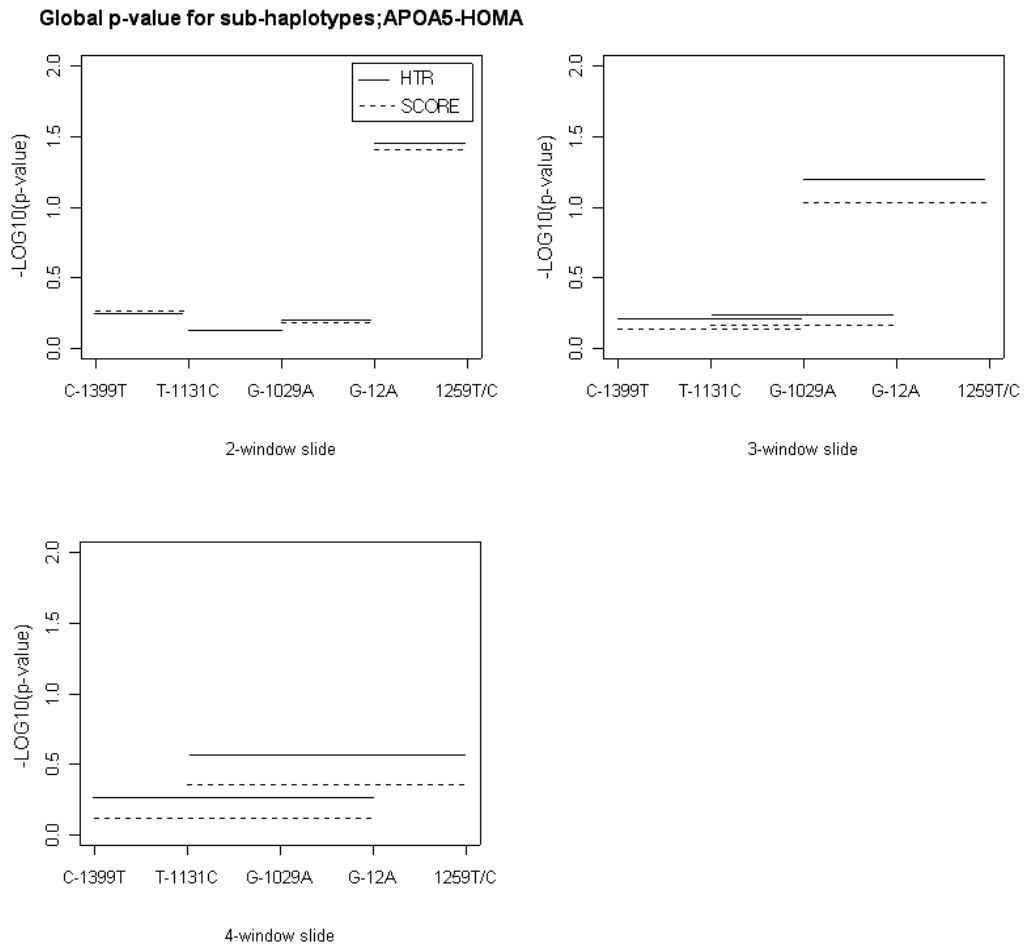 Global p-value for sub-haplotypes;APOA5-HOMA
-LOG10(p-value)
2.0
1.5
1.0
0.5
0.0
HTR
SCORE
C-1399T T-1131C G-1029A G-12A 1259T/C
2-window slide
-LOG10(p-value)
2.0
1.5
1.0
0.5
0.0
C-1399T T-1131C G-1029A G-12A 1259T/C
3-window slide
-LOG10(p-value)
2.0
1.5
1.0
0.5
0.0
C-1399T T-1131C G-1029A G-12A 1259T/C
4-window slide